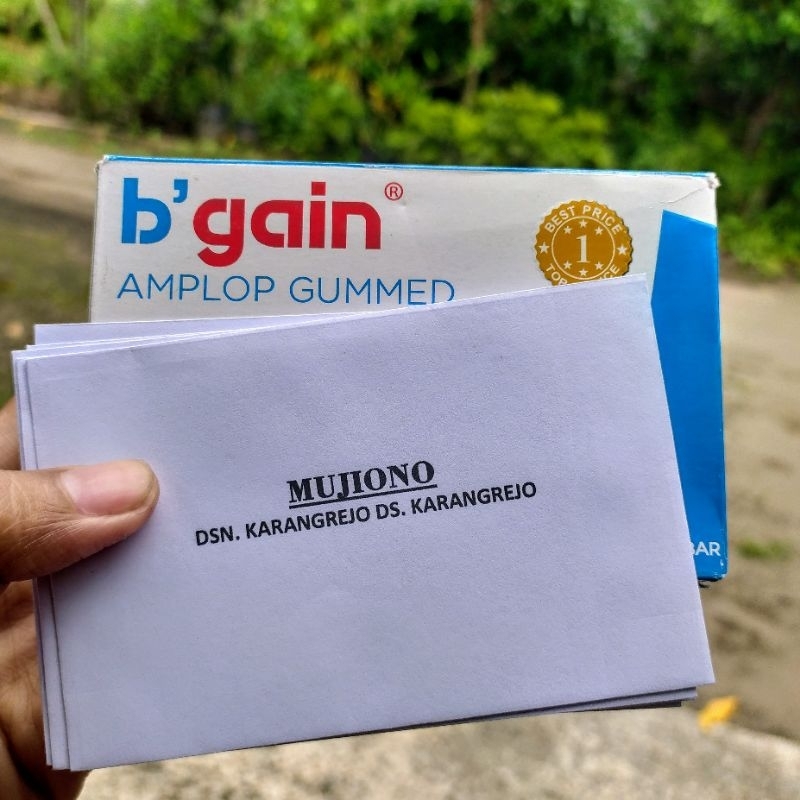 b'gain®
AMPLOP GUMMED
BEST PRICE
1
MUJIONO
DSN. KARANGREJO DS. KARANGREJO